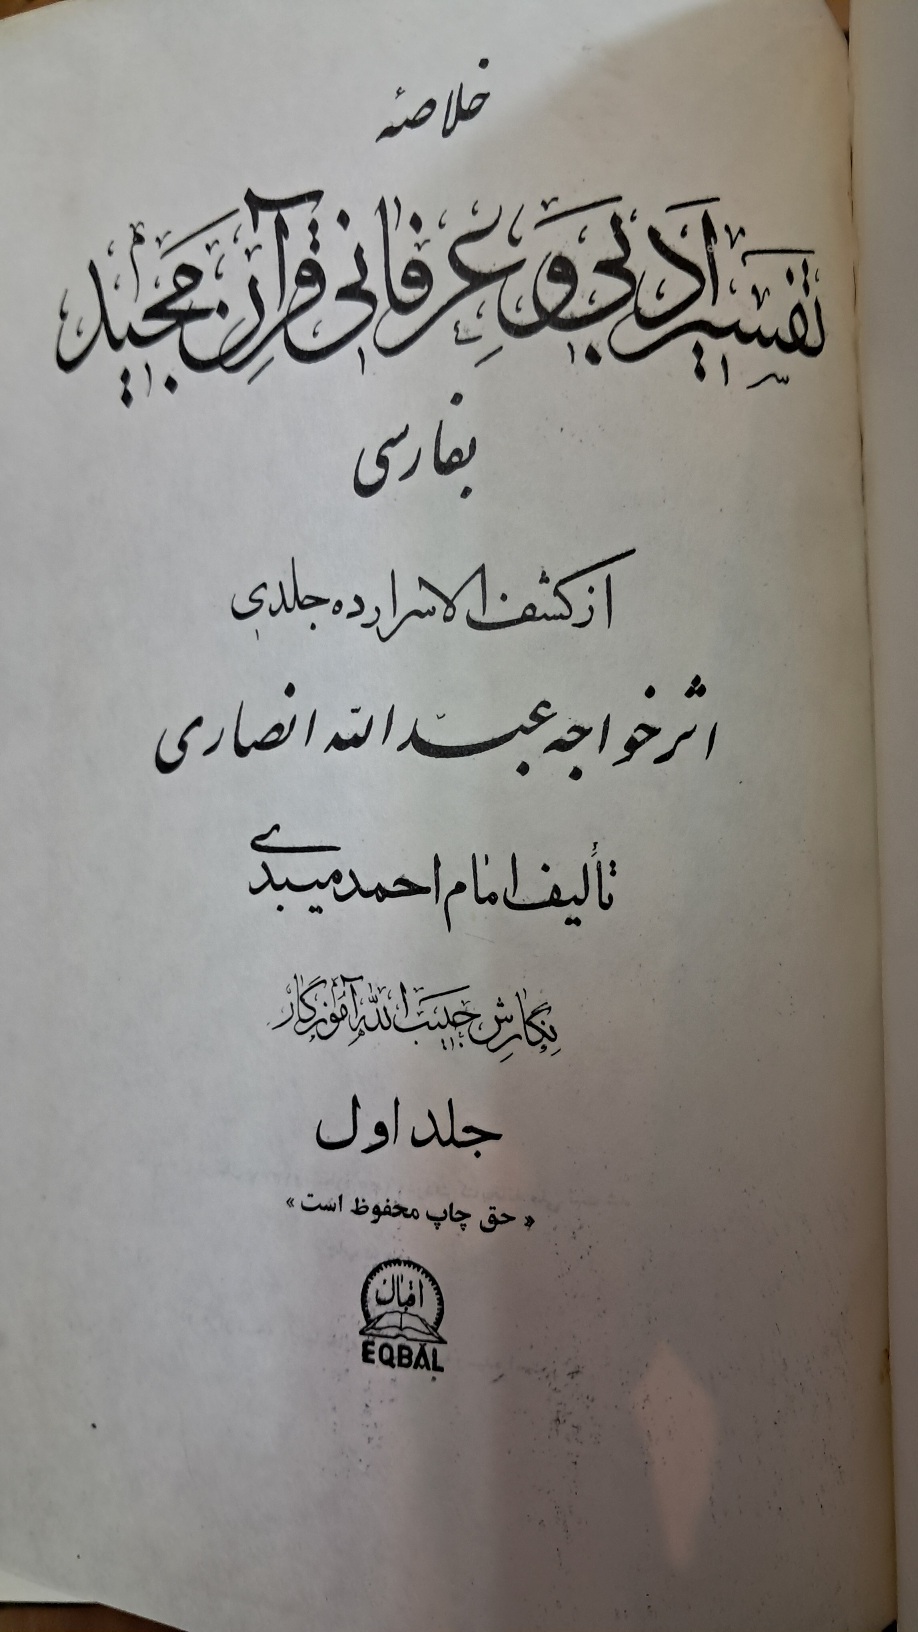 خلاصهٔ
تفسیر ادبی و عرفانی قرآن مجید
بفارسی
از کشف الاسرار ده جلدی
اثر خواجه عبدالله انصاری
تألیف امام احمد میبدی
نگارش حبیب الله آموزگار
جلد اول
« حق چاپ محفوظ است »
اقبال
EQBAL